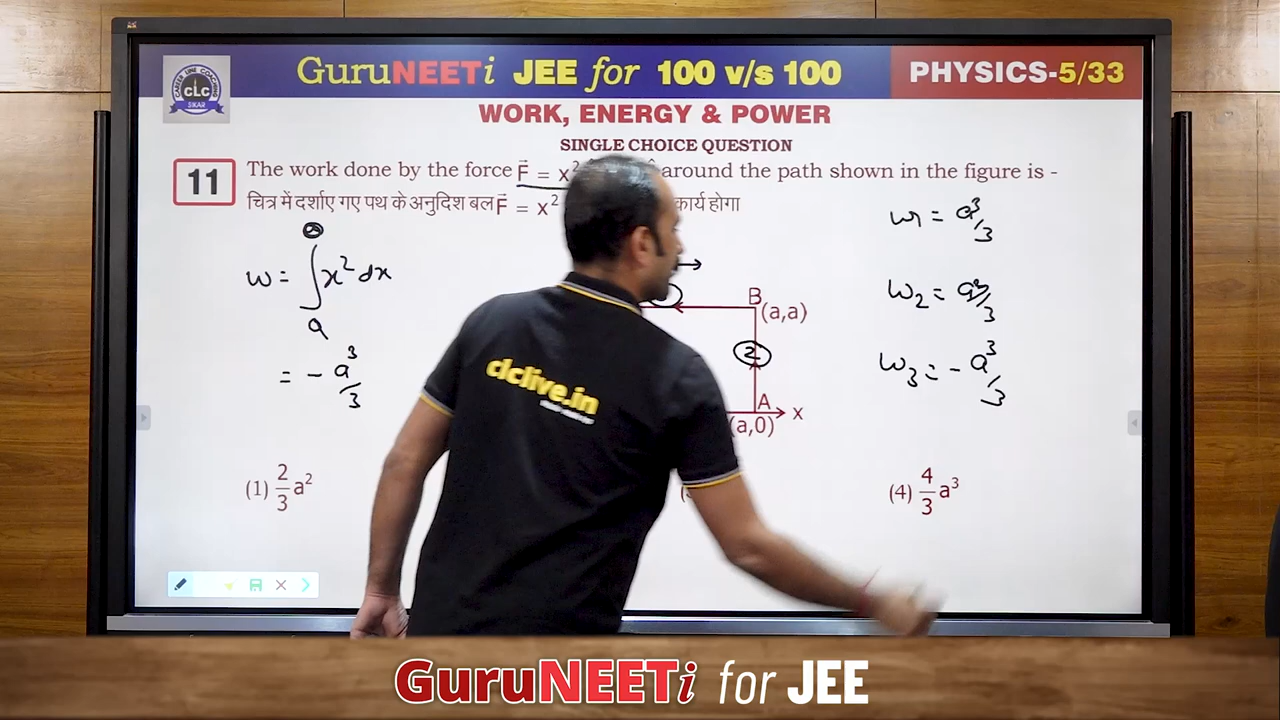 CAREER LINE COACHING
CLC
SIKAR
GuruNEETi JEE for 100 v/s 100
PHYSICS-5/33
WORK, ENERGY & POWER
SINGLE CHOICE QUESTION
11
The work done by the force F⃗ = x² around the path shown in the figure is -
चित्र में दर्शाए गए पथ के अनुदिश बल F⃗ = x² कार्य होगा
w = ∫ x² dx
a
= - a³/3
B
(a,a)
2
A
x
(a,0)
w₁ = a³/3
w₂ = a³/3
w₃ = - a³/3
(1) 2/3 a²
(4) 4/3 a³
clclive.in
GuruNEETi for JEE